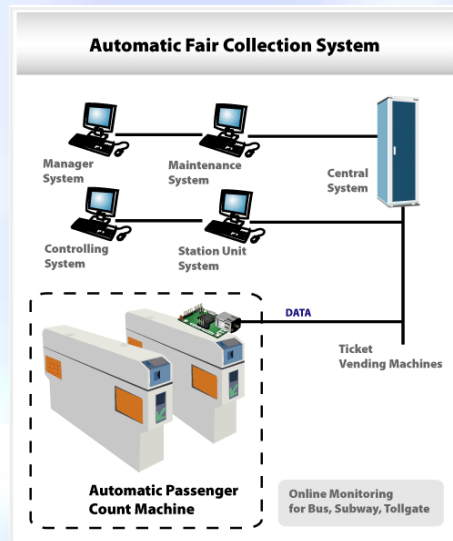 Automatic Fair Collection System
Manager
System
Maintenance
System
Central
System
Controlling
System
Station Unit
System
DATA
Ticket
Vending Machines
Automatic Passenger
Count Machine
Online Monitoring
for Bus, Subway, Tollgate